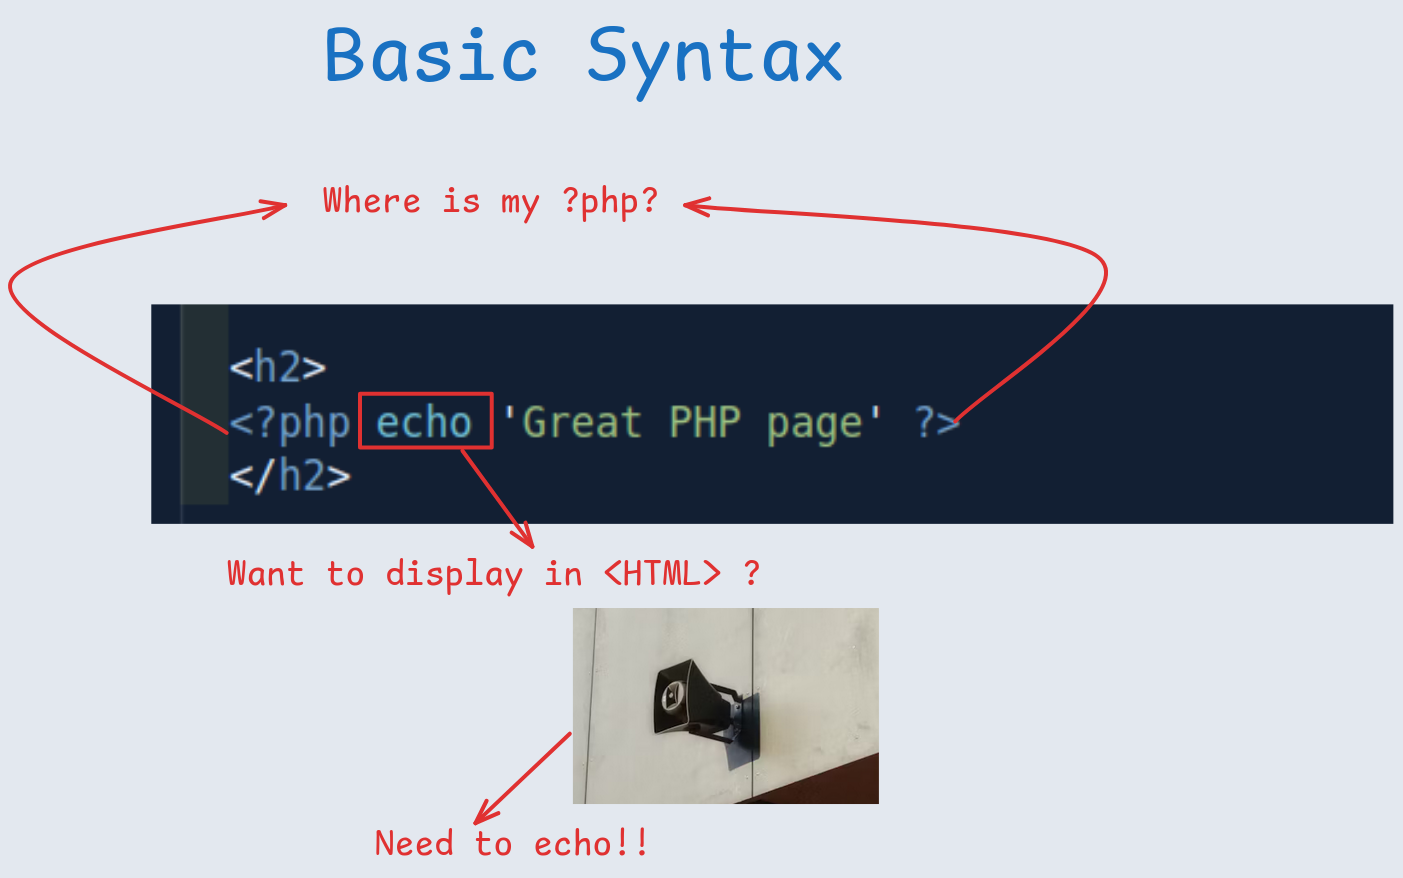 Basic Syntax
Where is my ?php?
<h2>
<?php echo 'Great PHP page' ?>
</h2>
Want to display in <HTML> ?
Need to echo!!